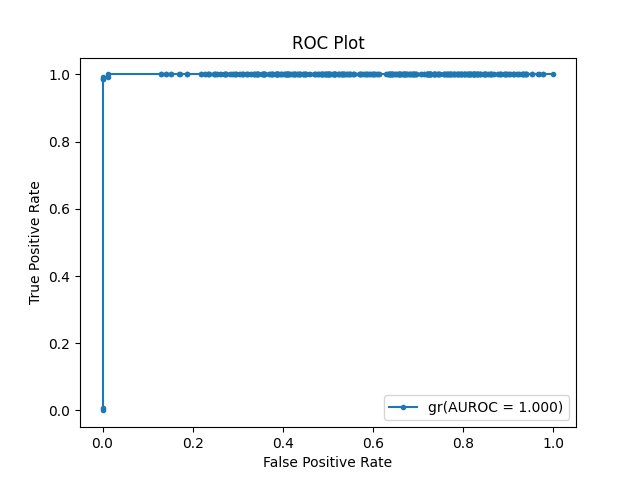 ROC Plot
True Positive Rate
1.0
0.8
0.6
0.4
0.2
0.0
gr(AUROC = 1.000)
0.0 0.2 0.4 0.6 0.8 1.0
False Positive Rate